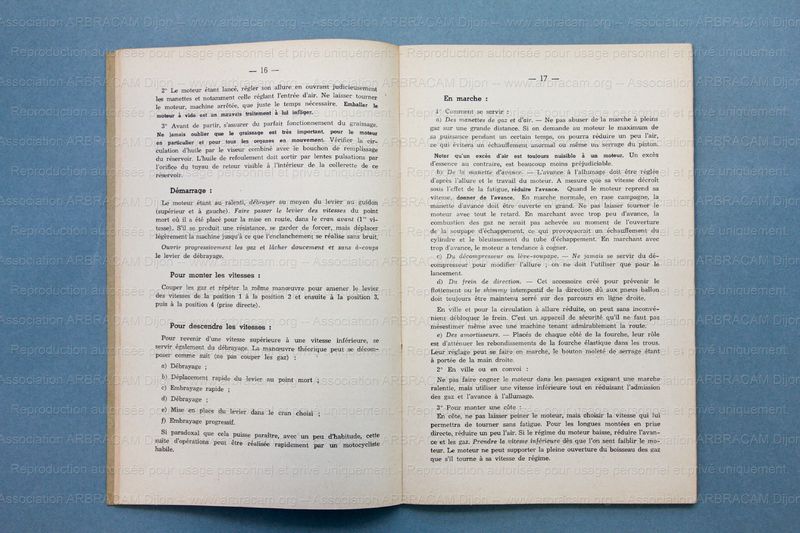 — 16 —
2° Le moteur étant lancé, régler son allure en ouvrant judicieusement
les manettes et notamment celle réglant l'entrée d'air. Ne laisser tourner
le moteur, machine arrêtée, que juste le temps nécessaire. Emballer le
moteur à vide est un mauvais traitement à lui infliger.
3° Avant de partir, s'assurer du parfait fonctionnement du graissage.
Ne jamais oublier que le graissage est très important, pour le moteur
en particulier et pour tous les organes en mouvement. Vérifier la cir-
culation d'huile par le viseur combiné avec le bouchon de remplissage
du réservoir. L'huile de refoulement doit sortir par lentes pulsations par
l'orifice du tuyau de retour visible à l'intérieur de la collerette de ce
réservoir.
Démarrage :
Le moteur étant au ralenti, débrayer au moyen du levier au guidon
(supérieur et à gauche). Faire passer le levier des vitesses du point
mort où il a été placé pour la mise en route, dans le cran avant (1re vi-
tesse). S'il se produit une résistance, se garder de forcer, mais déplacer
légèrement la machine jusqu'à ce que l'enclanchement se réalise sans bruit.
Ouvrir progressivement les gaz et lâcher doucement et sans à-coups
le levier de débrayage.
Pour monter les vitesses :
Couper les gaz et répéter la même manœuvre pour amener le levier
des vitesses de la position 1 à la position 2 et ensuite à la position 3,
puis à la position 4 (prise directe).
Pour descendre les vitesses :
Pour revenir d'une vitesse supérieure à une vitesse inférieure, se
servir également du débrayage. La manœuvre théorique peut se décom-
poser comme suit (ne pas couper les gaz) :
a) Débrayage ;
b) Déplacement rapide du levier au point mort ;
c) Embrayage rapide ;
d) Débrayage ;
e) Mise en place du levier dans le cran choisi ;
f) Embrayage progressif.
Si paradoxal que cela puisse paraître, avec un peu d'habitude, cette
suite d'opérations peut être réalisée rapidement par un motocycliste
habile.
— 17 —
En marche :
1° Comment se servir :
a) Des manettes de gaz et d'air. — Ne pas abuser de la marche à pleins
gaz sur une grande distance. Si on demande au moteur le maximum de
sa puissance pendant un certain temps, on pourra réduire un peu l'air,
ce qui évitera un échauffement anormal ou même un serrage du piston.
Noter qu'un excès d'air est toujours nuisible à un moteur. Un excès
d'essence au contraire, est beaucoup moins préjudiciable.
b) De la manette d'avance. — L'avance à l'allumage doit être réglée
d'après l'allure et le travail du moteur. A mesure que sa vitesse décroît
sous l'effet de la fatigue, réduire l'avance. Quand le moteur reprend sa
vitesse, donner de l'avance. En marche normale, en rase campagne, la
manette d'avance doit être ouverte en grand. Ne pas laisser tourner le
moteur avec tout le retard. En marchant avec trop peu d'avance, la
combustion des gaz ne serait pas achevée au moment de l'ouverture
de la soupape d'échappement, ce qui provoquerait un échauffement du
cylindre et le bleuissement du tube d'échappement. En marchant avec
trop d'avance, le moteur a tendance à cogner.
c) Du décompresseur ou lève-soupape. — Ne jamais se servir du dé-
compresseur pour modifier l'allure ; on ne doit l'utiliser que pour le
lancement.
d) Du frein de direction. — Cet accessoire créé pour prévenir le
flottement ou le shimmy intempestif de la direction dû aux pneus ballon
doit toujours être maintenu serré sur des parcours en ligne droite.
En ville et pour la circulation à allure réduite, on peut sans inconvé-
nient débloquer le frein. C'est un appareil de sécurité qu'il ne faut pas
mésestimer même avec une machine tenant admirablement la route.
e) Des amortisseurs. — Placés de chaque côté de la fourche, leur rôle
est d'atténuer les rebondissements de la fourche élastique dans les trous.
Leur réglage peut se faire en marche, le bouton moleté de serrage étant
à portée de la main droite.
2° En ville ou en convoi :
Ne pas faire cogner le moteur dans les passages exigeant une marche
ralentie, mais utiliser une vitesse inférieure tout en réduisant l'admission
des gaz et l'avance à l'allumage.
3° Pour monter une côte :
En côte, ne pas laisser peiner le moteur, mais choisir la vitesse qui lui
permettra de tourner sans fatigue. Pour les longues montées en prise
directe, réduire un peu l'air. Si le régime du moteur baisse, réduire l'avan-
ce et les gaz. Prendre la vitesse inférieure dès que l'on sent faiblir le mo-
teur. Le moteur ne peut supporter la pleine ouverture du boisseau des gaz
que s'il tourne à sa vitesse de régime.